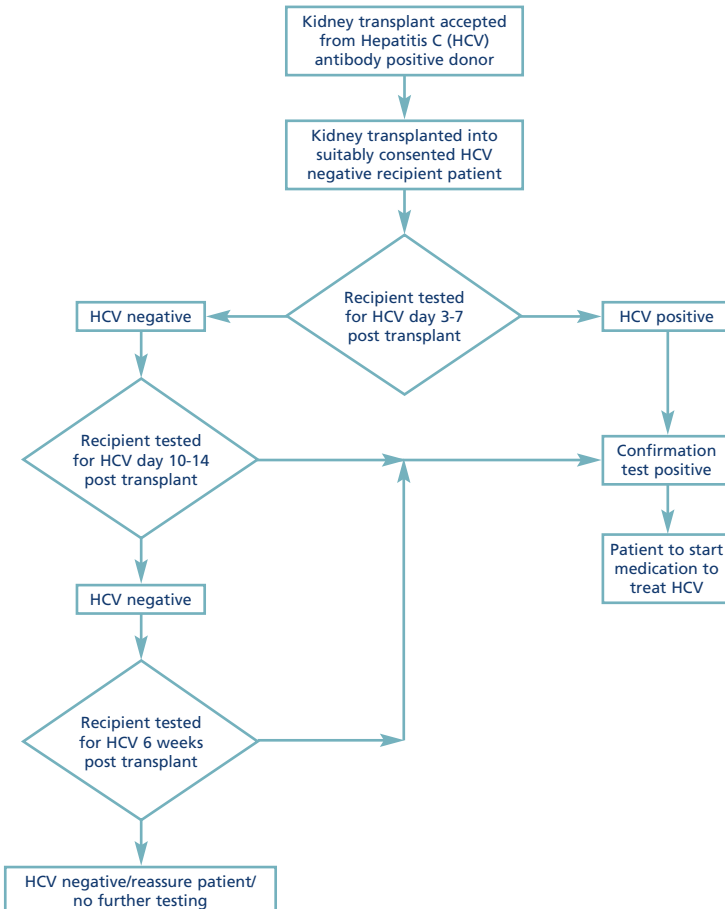 Kidney transplant accepted
from Hepatitis C (HCV)
antibody positive donor
Kidney transplanted into
suitably consented HCV
negative recipient patient
Recipient tested
for HCV day 3-7
post transplant
HCV negative
HCV positive
Recipient tested
for HCV day 10-14
post transplant
Confirmation
test positive
Patient to start
medication to
treat HCV
HCV negative
Recipient tested
for HCV 6 weeks
post transplant
HCV negative/reassure patient/
no further testing